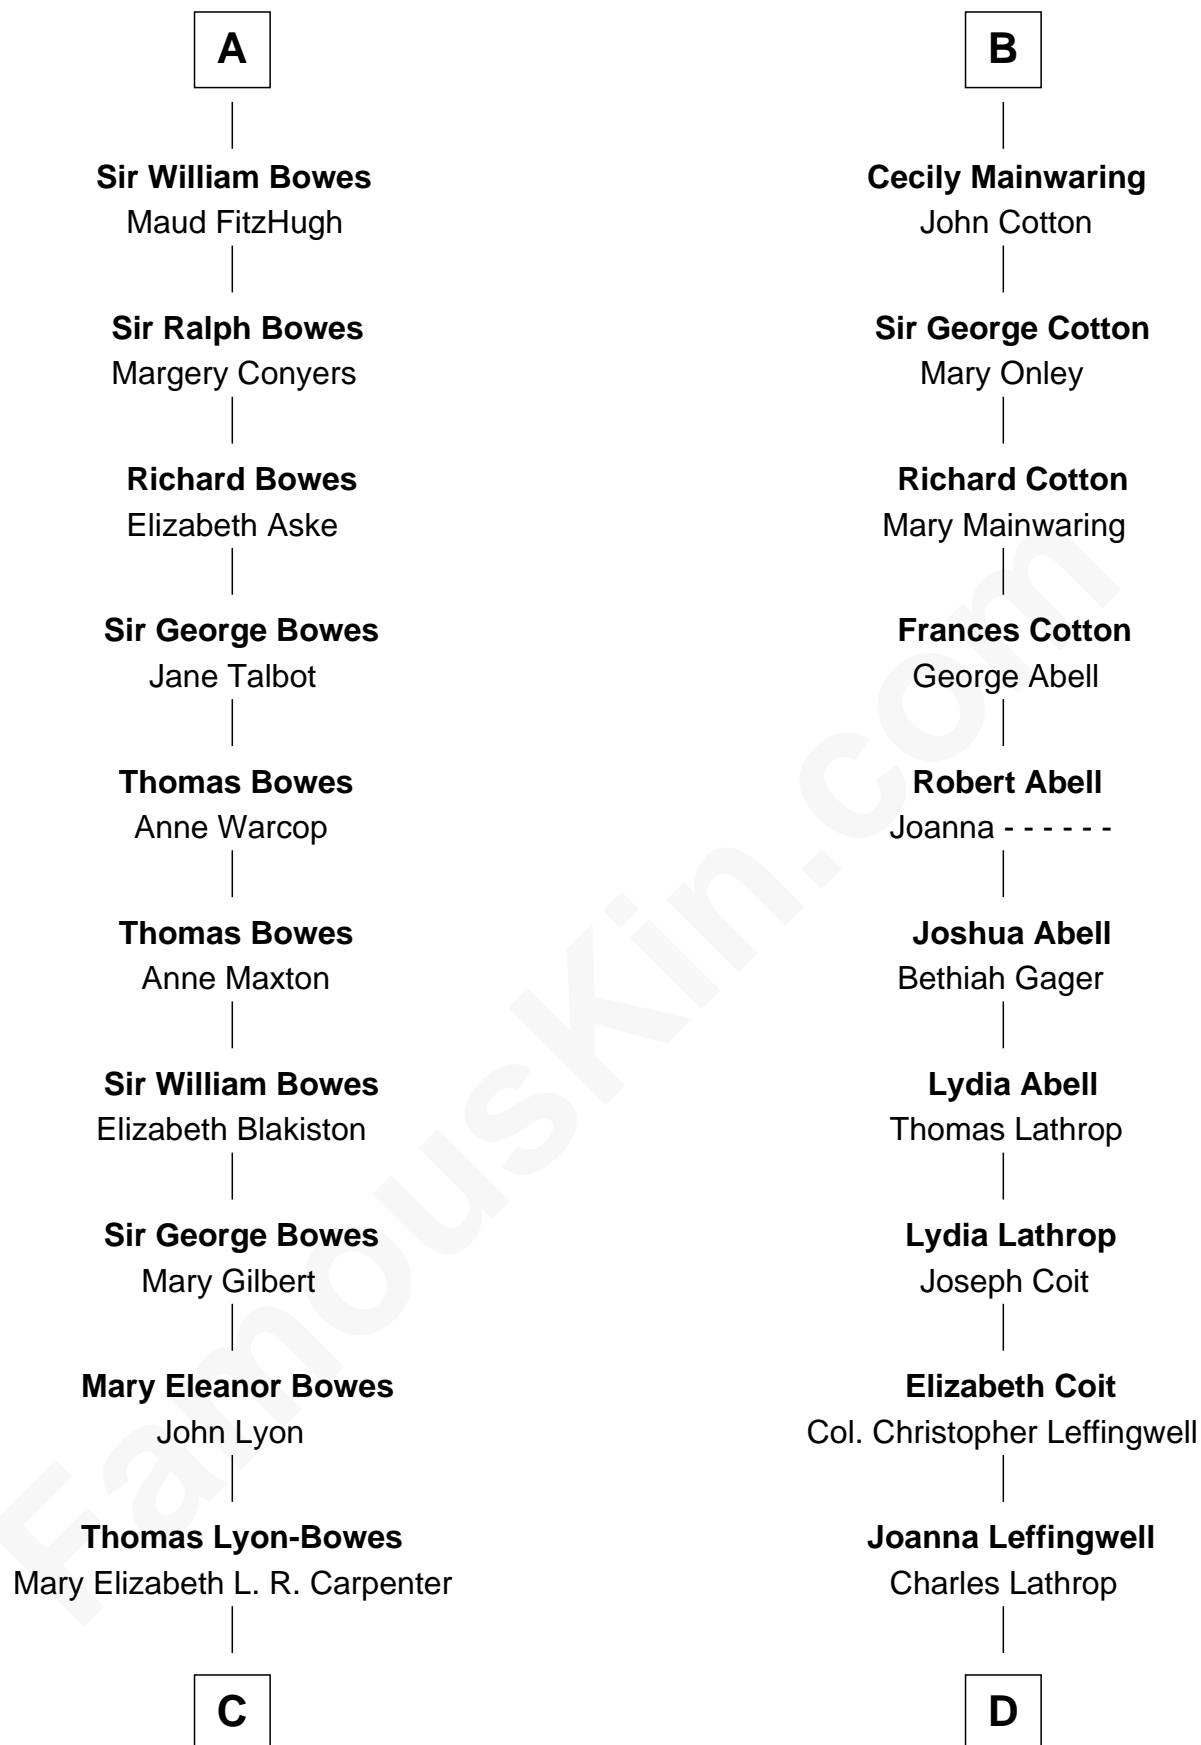 A
Sir William Bowes
Maud FitzHugh
Sir Ralph Bowes
Margery Conyers
Richard Bowes
Elizabeth Aske
Sir George Bowes
Jane Talbot
Thomas Bowes
Anne Warcop
Thomas Bowes
Anne Maxton
Sir William Bowes
Elizabeth Blakiston
Sir George Bowes
Mary Gilbert
Mary Eleanor Bowes
John Lyon
Thomas Lyon-Bowes
Mary Elizabeth L. R. Carpenter
C
B
Cecily Mainwaring
John Cotton
Sir George Cotton
Mary Onley
Richard Cotton
Mary Mainwaring
Frances Cotton
George Abell
Robert Abell
Joanna - - - - - -
Joshua Abell
Bethiah Gager
Lydia Abell
Thomas Lathrop
Lydia Lathrop
Joseph Coit
Elizabeth Coit
Col. Christopher Leffingwell
Joanna Leffingwell
Charles Lathrop
D
FamousKin.com